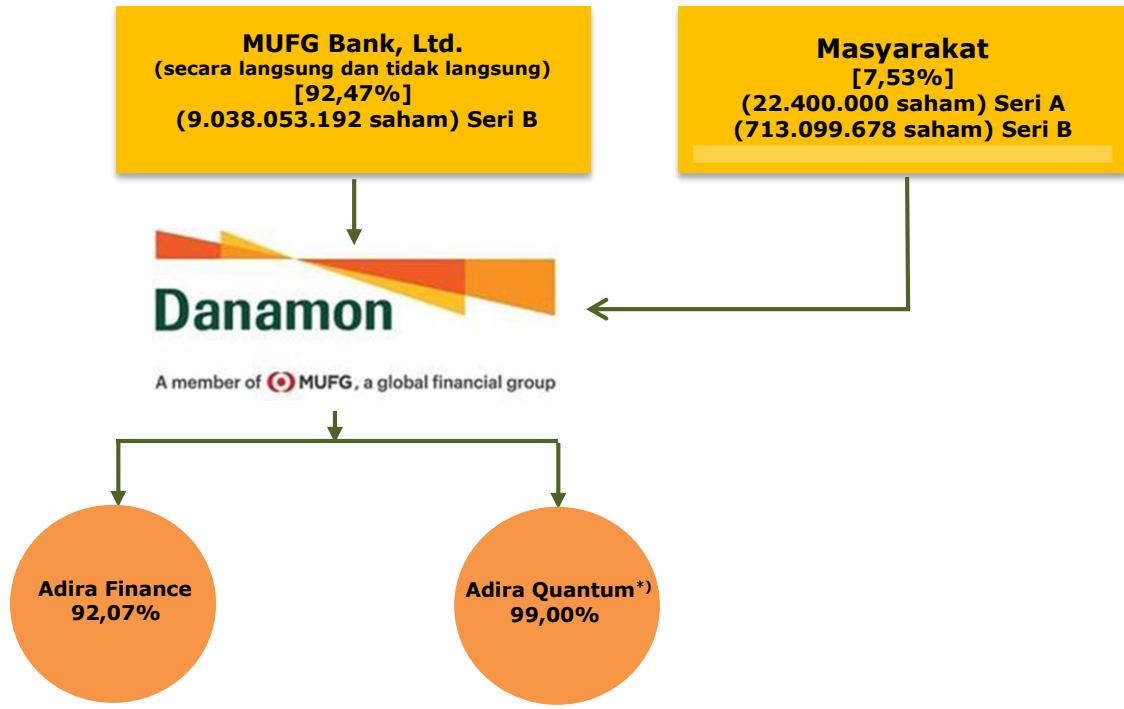 MUFG Bank, Ltd.
(secara langsung dan tidak langsung)
[92,47%]
(9.038.053.192 saham) Seri B
Masyarakat
[7,53%]
(22.400.000 saham) Seri A
(713.099.678 saham) Seri B
Danamon
A member of MUFG, a global financial group
Adira Finance
92,07%
Adira Quantum*)
99,00%